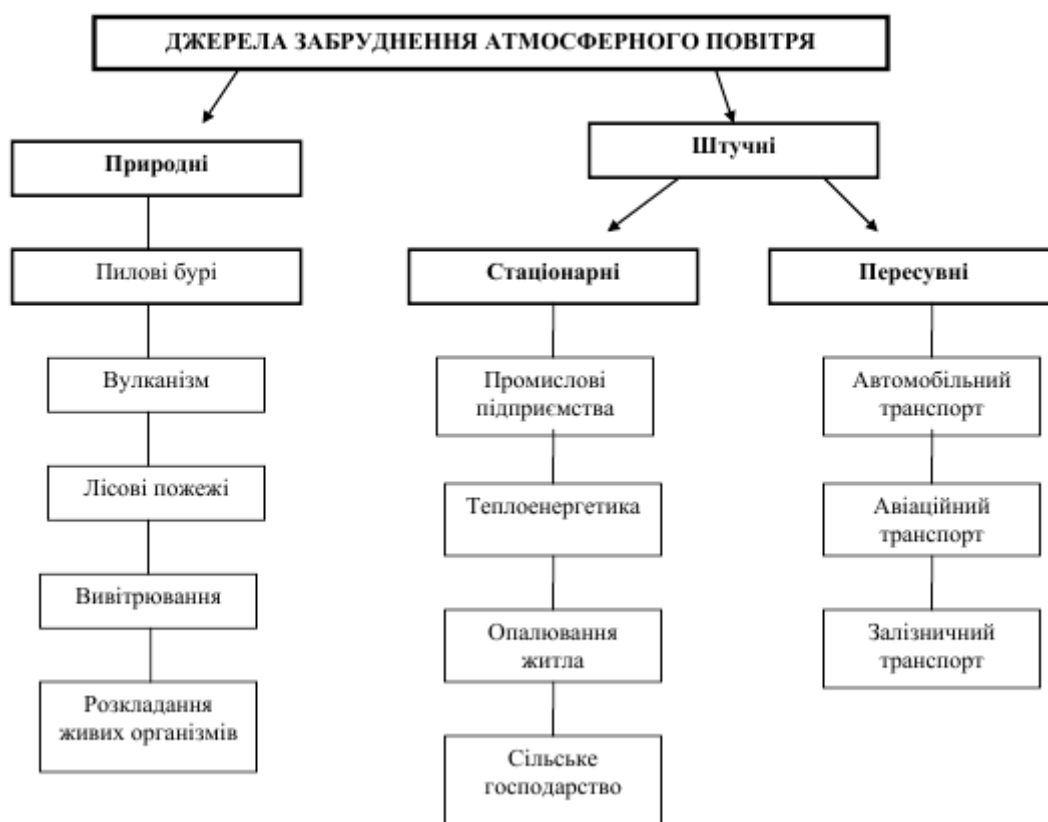 ДЖЕРЕЛА ЗАБРУДНЕННЯ АТМОСФЕРНОГО ПОВІТРЯ
Природні
Пилові бурі
Вулканізм
Лісові пожежі
Вивітрювання
Розкладання
живих організмів
Штучні
Стаціонарні
Промислові
підприємства
Теплоенергетика
Опалювання
житла
Сільське
господарство
Пересувні
Автомобільний
транспорт
Авіаційний
транспорт
Залізничний
транспорт